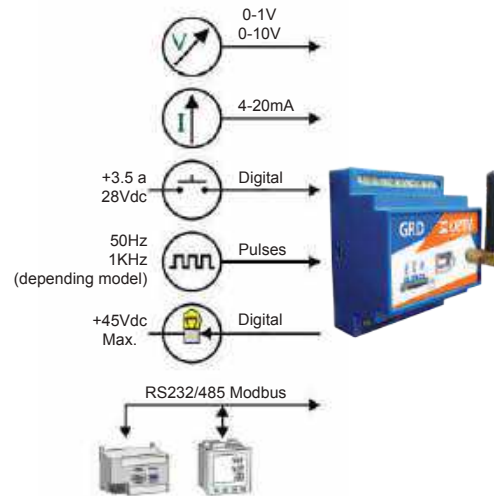 V
0-1V
0-10V
I
4-20mA
+3.5 a
28Vdc
Digital
50Hz
1KHz
(depending model)
Pulses
+45Vdc
Max.
Digital
GRD
RS232/485 Modbus